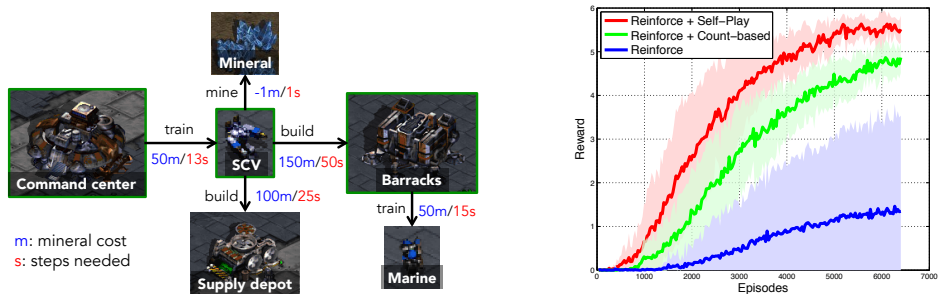 Mineral
mine -1m/1s
train
50m/13s
Command center
SCV
build
150m/50s
Barracks
build 100m/25s
Supply depot
train 50m/15s
Marine
m: mineral cost
s: steps needed
Reinforce + Self-Play
Reinforce + Count-based
Reinforce
Reward
6
5
4
3
2
1
0
0 1000 2000 3000 4000 5000 6000 7000
Episodes